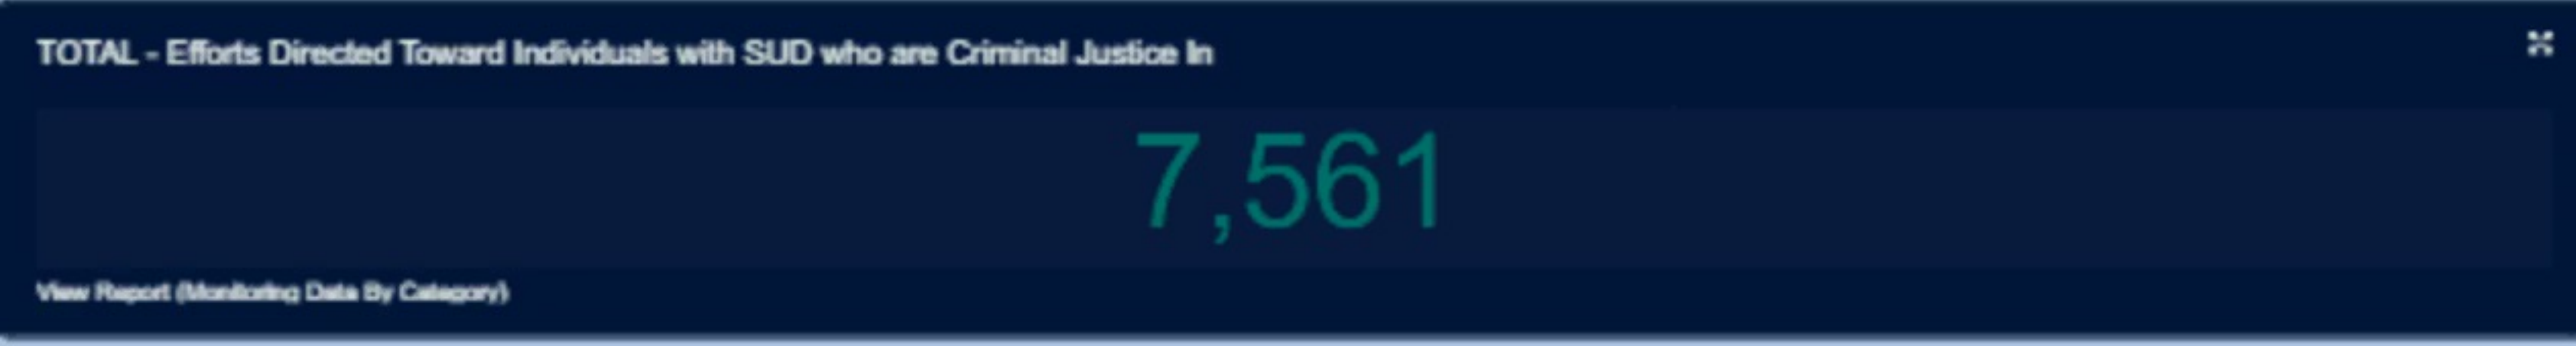 TOTAL - Efforts Directed Toward Individuals with SUD who are Criminal Justice In
7,561
View Report (Monitoring Data By Category)